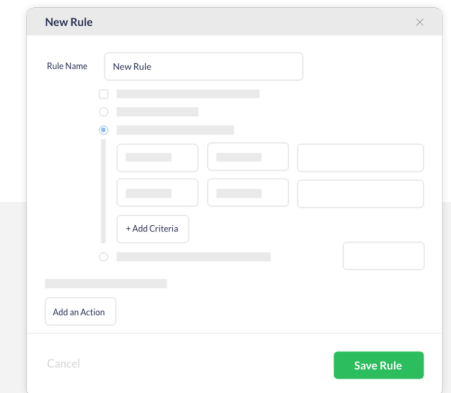 New Rule
Rule Name
New Rule
+ Add Criteria
Add an Action
Cancel
Save Rule